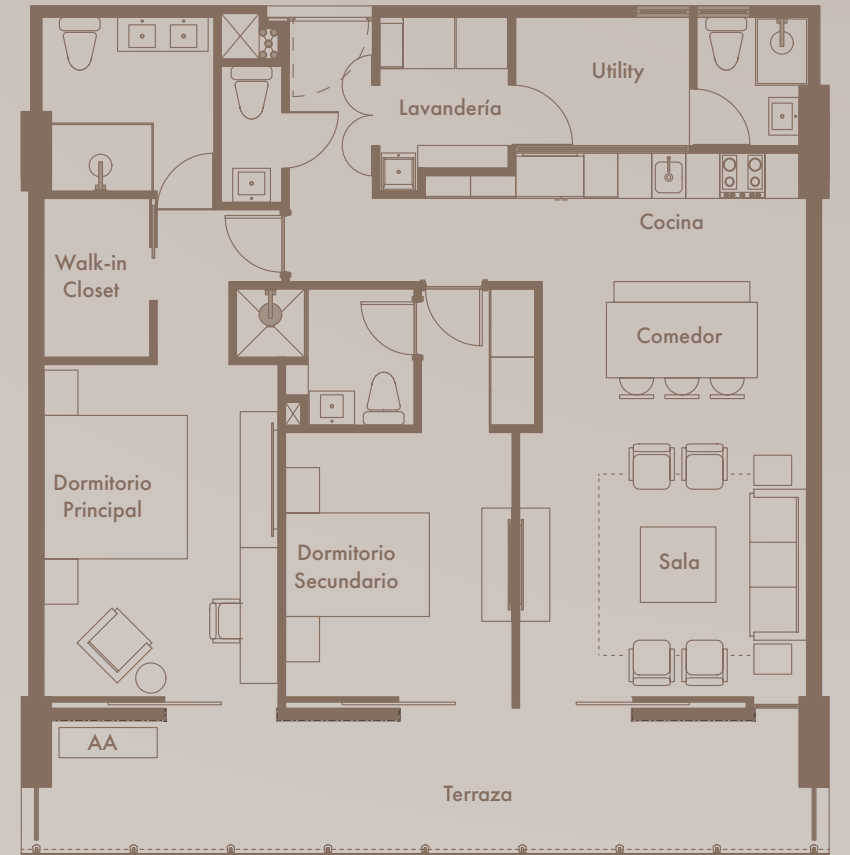 Utility
Lavandería
Cocina
Walk-in
Closet
Comedor
Dormitorio
Principal
Dormitorio
Secundario
Sala
AA
Terraza